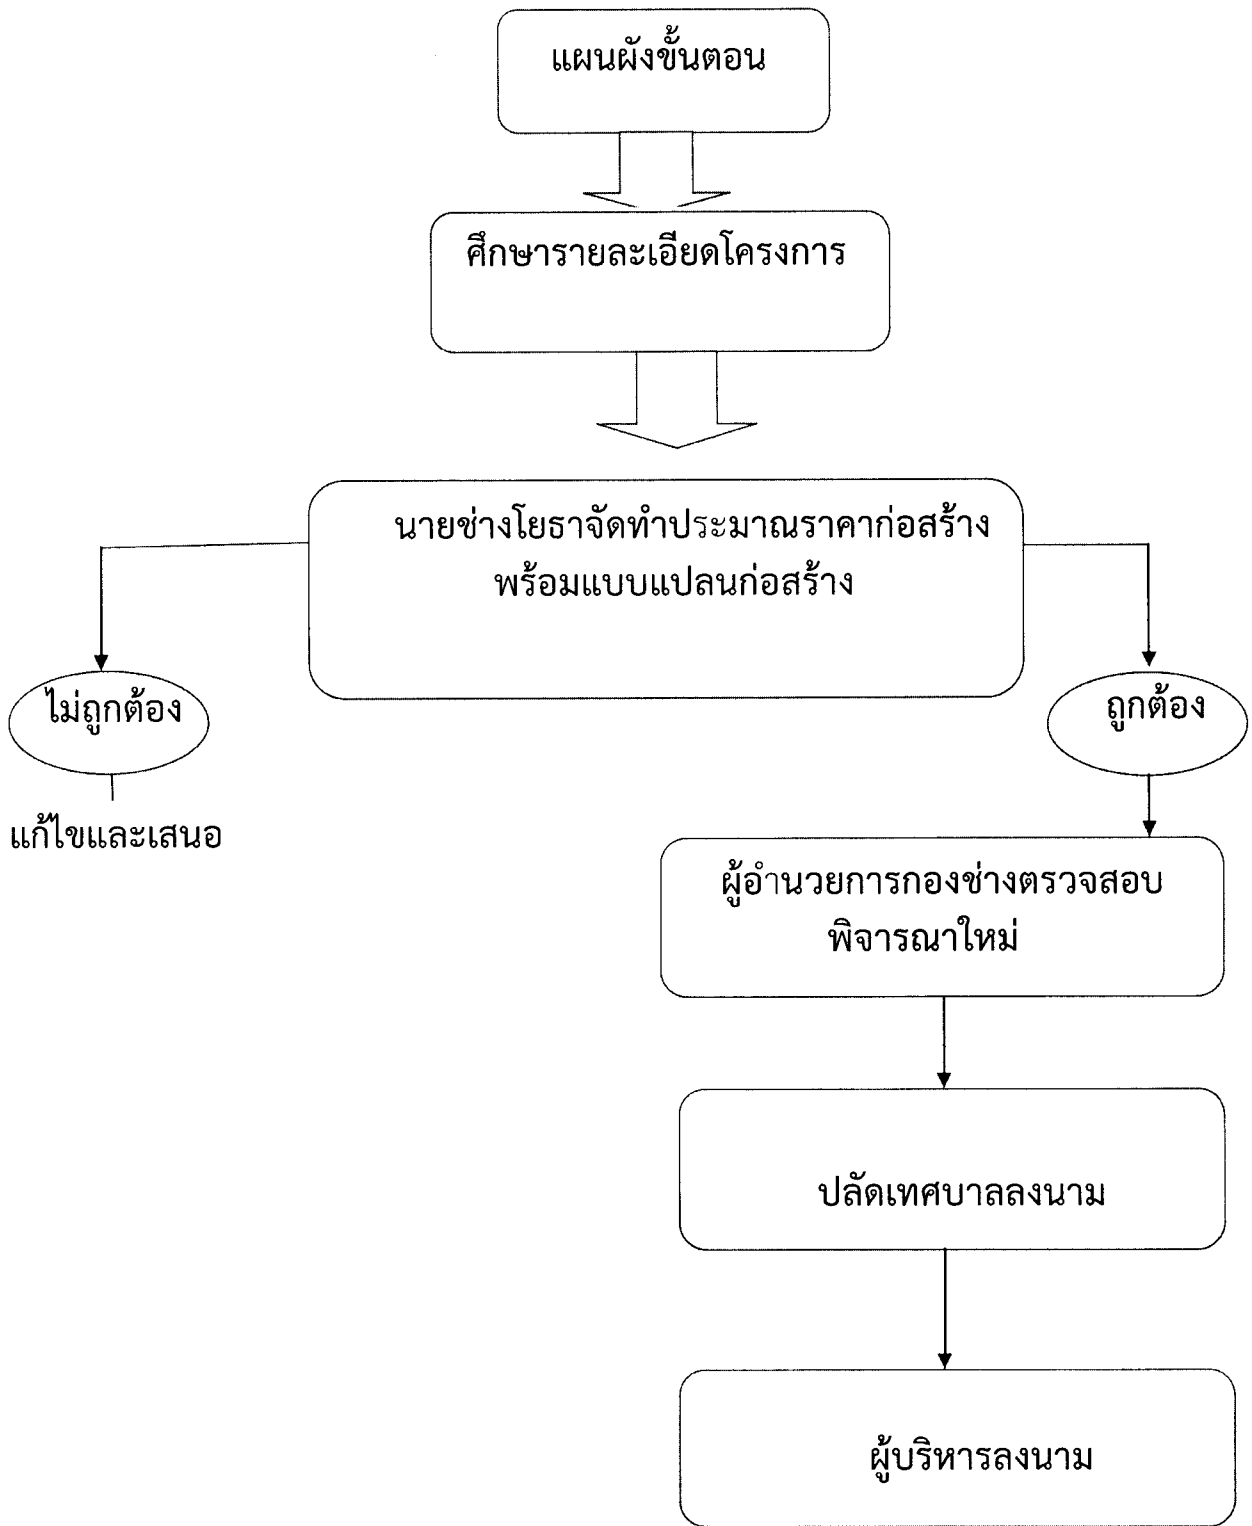 แผนผังขั้นตอน
ศึกษารายละเอียดโครงการ
นายช่างโยธาจัดทำประมาณราคาก่อสร้าง
พร้อมแบบแปลนก่อสร้าง
ไม่ถูกต้อง
ถูกต้อง
แก้ไขและเสนอ
ผู้อำนวยการกองช่างตรวจสอบ
พิจารณาใหม่
ปลัดเทศบาลลงนาม
ผู้บริหารลงนาม